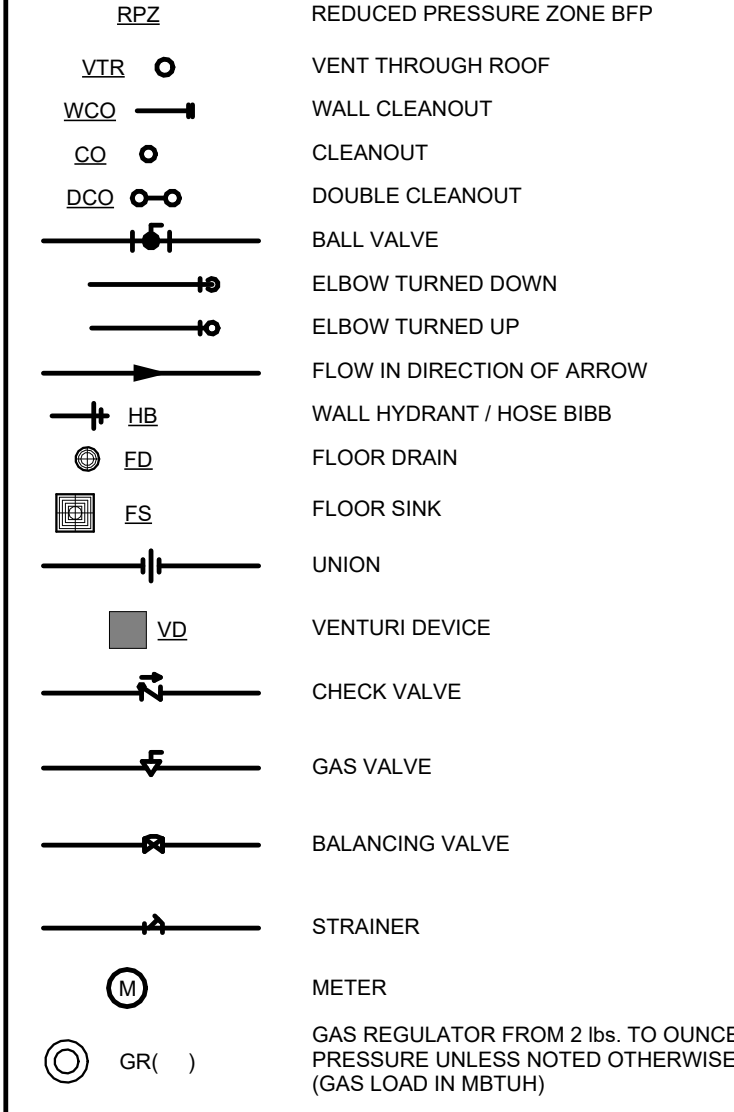 RPZ REDUCED PRESSURE ZONE BFP
VTR VENT THROUGH ROOF
WCO WALL CLEANOUT
CO CLEANOUT
DCO DOUBLE CLEANOUT
BALL VALVE
ELBOW TURNED DOWN
ELBOW TURNED UP
FLOW IN DIRECTION OF ARROW
HB WALL HYDRANT / HOSE BIBB
FD FLOOR DRAIN
FS FLOOR SINK
UNION
VD VENTURI DEVICE
CHECK VALVE
GAS VALVE
BALANCING VALVE
STRAINER
M METER
GR( ) GAS REGULATOR FROM 2 lbs. TO OUNCE
PRESSURE UNLESS NOTED OTHERWISE
(GAS LOAD IN MBTUH)